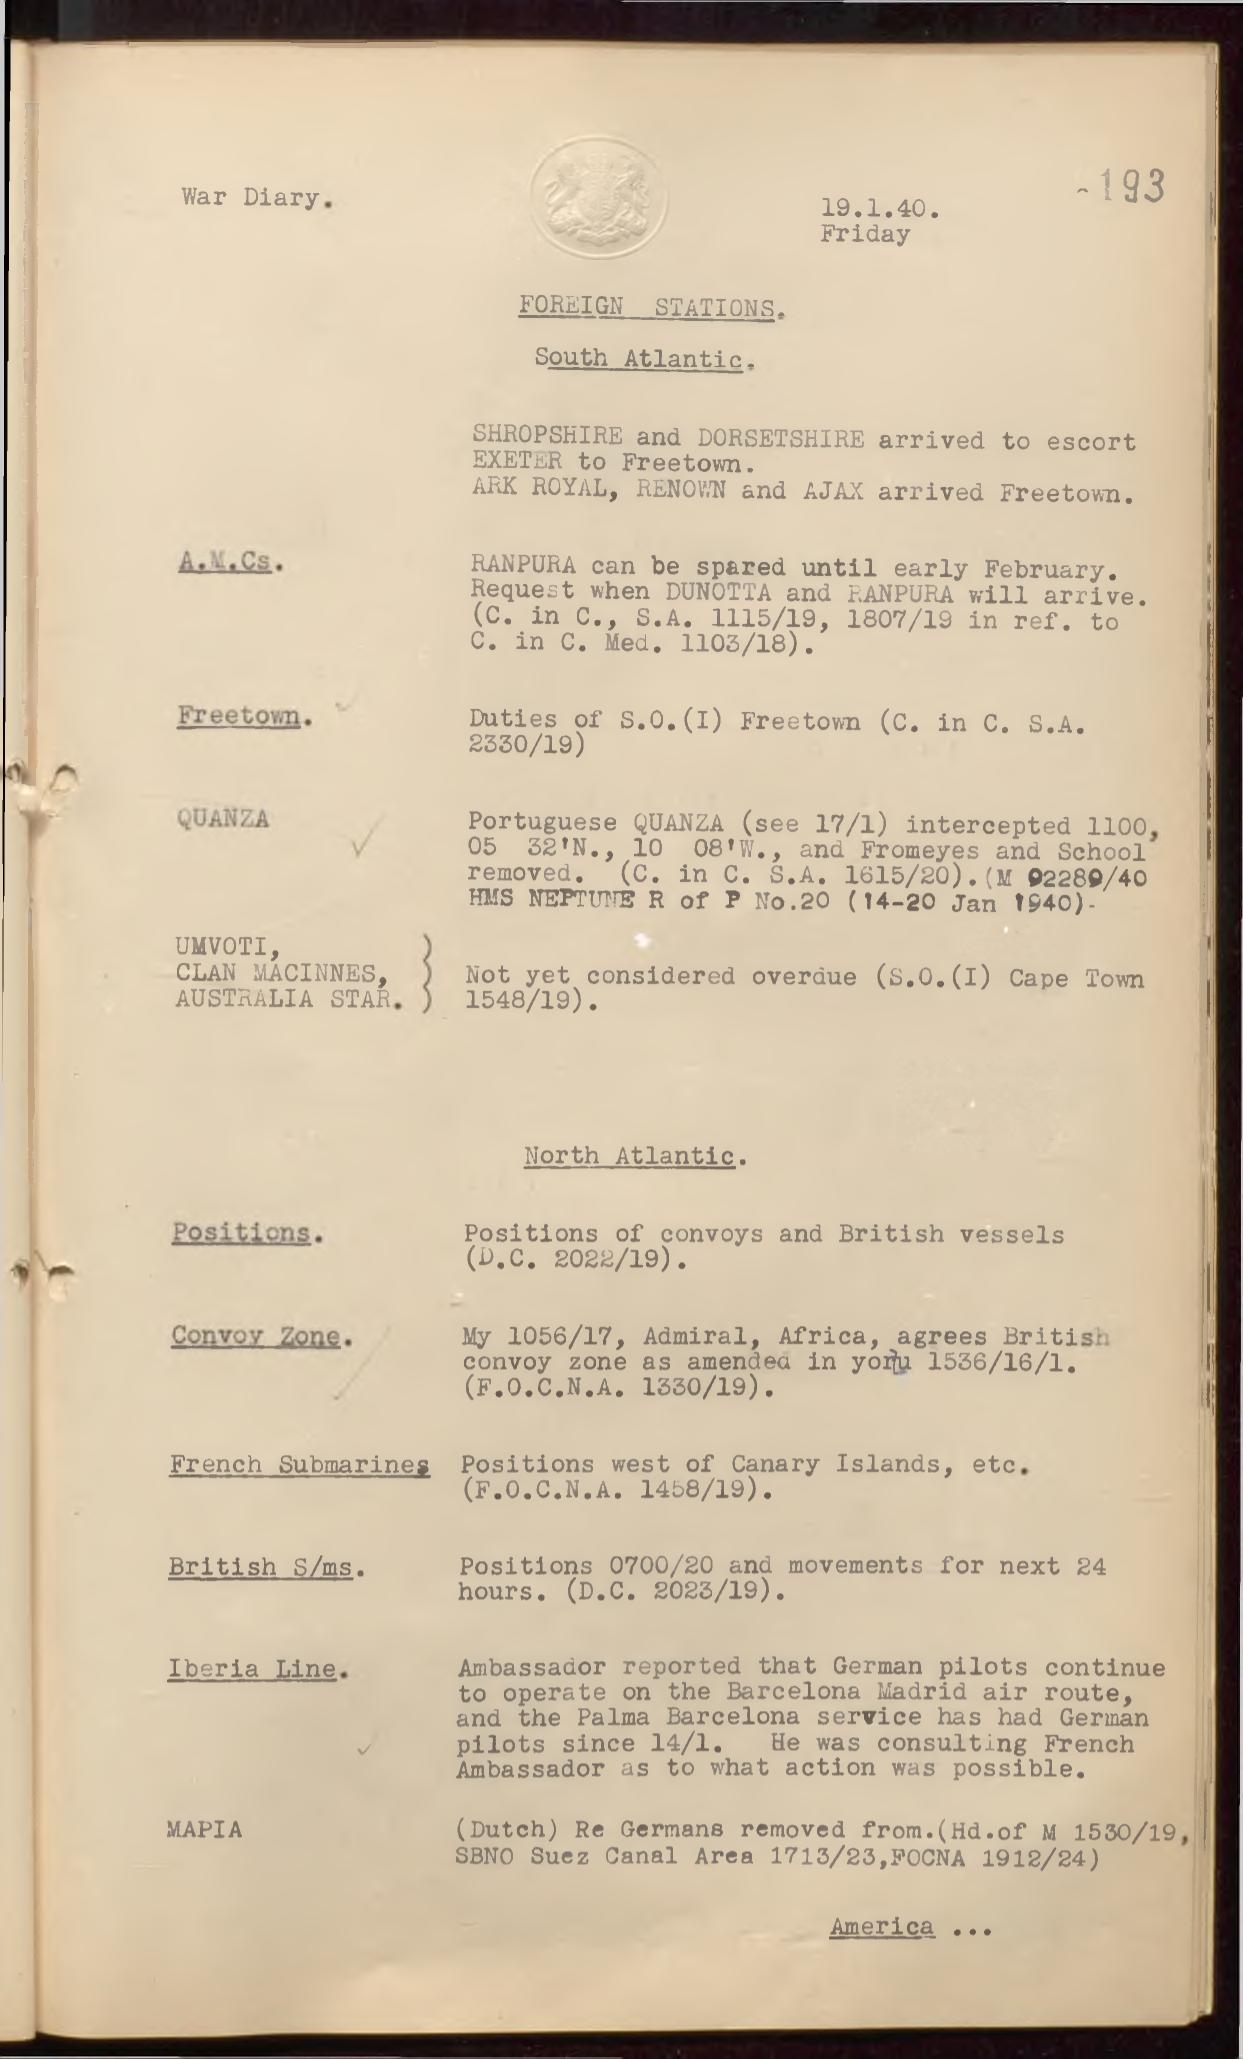 War Diary.
-193
19.1.40.
Friday
FOREIGN STATIONS.
South Atlantic.
SHROPSHIRE and DORSETSHIRE arrived to escort
EXETER to Freetown.
ARK ROYAL, RENOWN and AJAX arrived Freetown.
A.M.Cs.
RANPURA can be spared until early February.
Request when DUNOTTA and RANPURA will arrive.
(C. in C., S.A. 1115/19, 1807/19 in ref. to
C. in C. Med. 1103/18).
Freetown.
Duties of S.O.(I) Freetown (C. in C. S.A.
2330/19)
QUANZA
Portuguese QUANZA (see 17/1) intercepted 1100,
05 32'N., 10 08'W., and Fromeyes and School
removed. (C. in C. S.A. 1615/20).(M 02289/40
HMS NEPTUNE R of P No.20 (14-20 Jan 1940)-
UMVOTI,
CLAN MACINNES,
AUSTRALIA STAR.
Not yet considered overdue (S.O.(I) Cape Town
1548/19).
North Atlantic.
Positions.
Positions of convoys and British vessels
(D.C. 2022/19).
Convoy Zone.
My 1056/17, Admiral, Africa, agrees British
convoy zone as amended in your 1536/16/1.
(F.O.C.N.A. 1330/19).
French Submarines
Positions west of Canary Islands, etc.
(F.O.C.N.A. 1458/19).
British S/ms.
Positions 0700/20 and movements for next 24
hours. (D.C. 2023/19).
Iberia Line.
Ambassador reported that German pilots continue
to operate on the Barcelona Madrid air route,
and the Palma Barcelona service has had German
pilots since 14/1. He was consulting French
Ambassador as to what action was possible.
MAPIA
(Dutch) Re Germans removed from.(Hd.of M 1530/19,
SBNO Suez Canal Area 1713/23,FOCNA 1912/24)
America ...